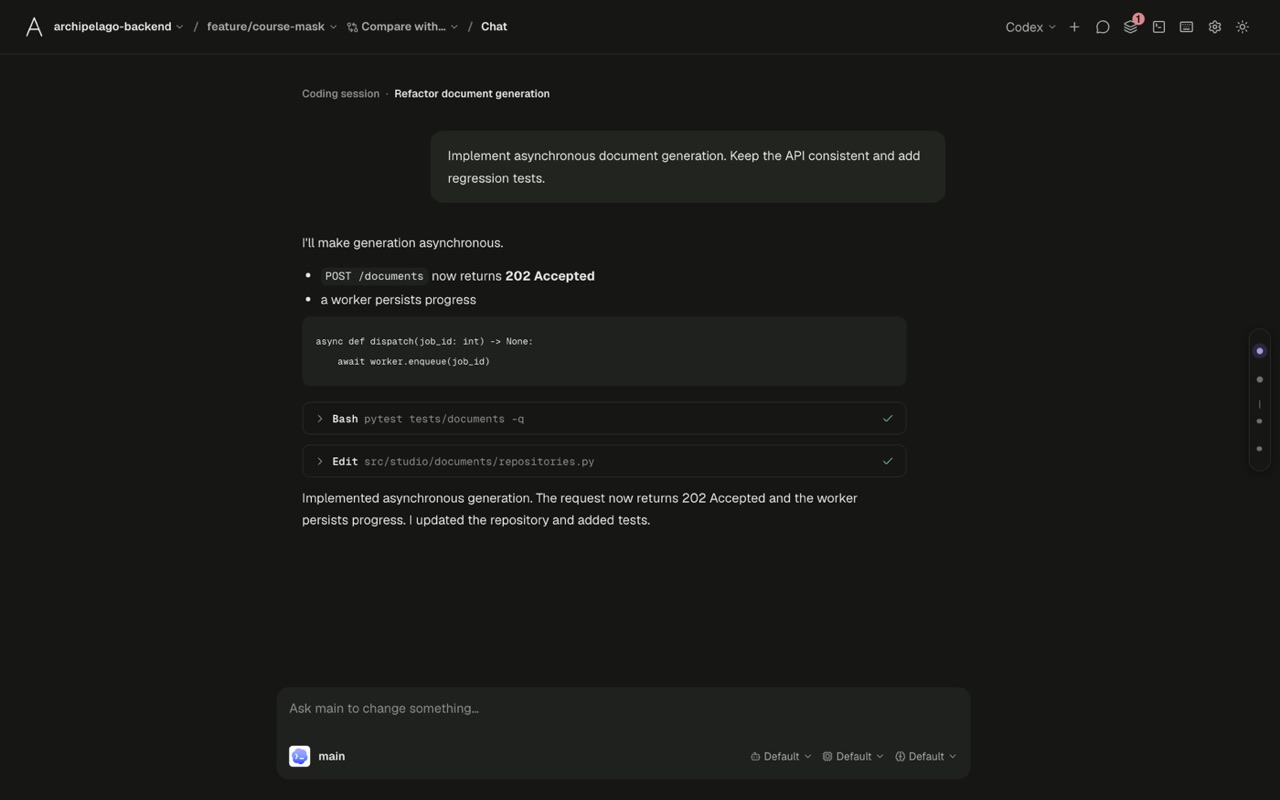 archipelago-backend / feature/course-mask Compare with... / Chat
Codex
1
Coding session · Refactor document generation
Implement asynchronous document generation. Keep the API consistent and add
regression tests.
I'll make generation asynchronous.
• POST /documents now returns 202 Accepted
• a worker persists progress
async def dispatch(job_id: int) -> None:
    await worker.enqueue(job_id)
Bash pytest tests/documents -q
Edit src/studio/documents/repositories.py
Implemented asynchronous generation. The request now returns 202 Accepted and the worker
persists progress. I updated the repository and added tests.
Ask main to change something...
main Default Default Default